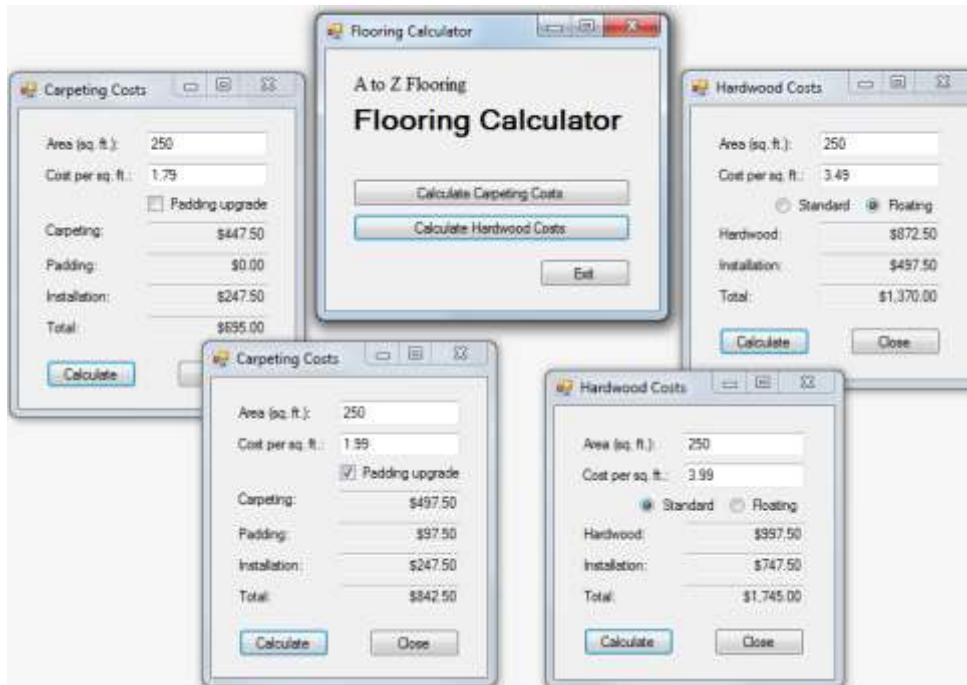 Flooring Calculator
A to Z Flooring
Flooring Calculator
Calculate Carpeting Costs
Calculate Hardwood Costs
Exit
Carpeting Costs
Area (sq. ft.): 250
Cost per sq. ft.: 1.79
Padding upgrade
Carpeting: $447.50
Padding: $0.00
Installation: $247.50
Total: $695.00
Calculate
Hardwood Costs
Area (sq. ft.): 250
Cost per sq. ft.: 3.49
Standard Floating
Hardwood: $872.50
Installation: $497.50
Total: $1,370.00
Calculate Close
Carpeting Costs
Area (sq. ft.): 250
Cost per sq. ft.: 1.99
Padding upgrade
Carpeting: $497.50
Padding: $97.50
Installation: $247.50
Total: $842.50
Calculate Close
Hardwood Costs
Area (sq. ft.): 250
Cost per sq. ft.: 3.99
Standard Floating
Hardwood: $997.50
Installation: $747.50
Total: $1,745.00
Calculate Close